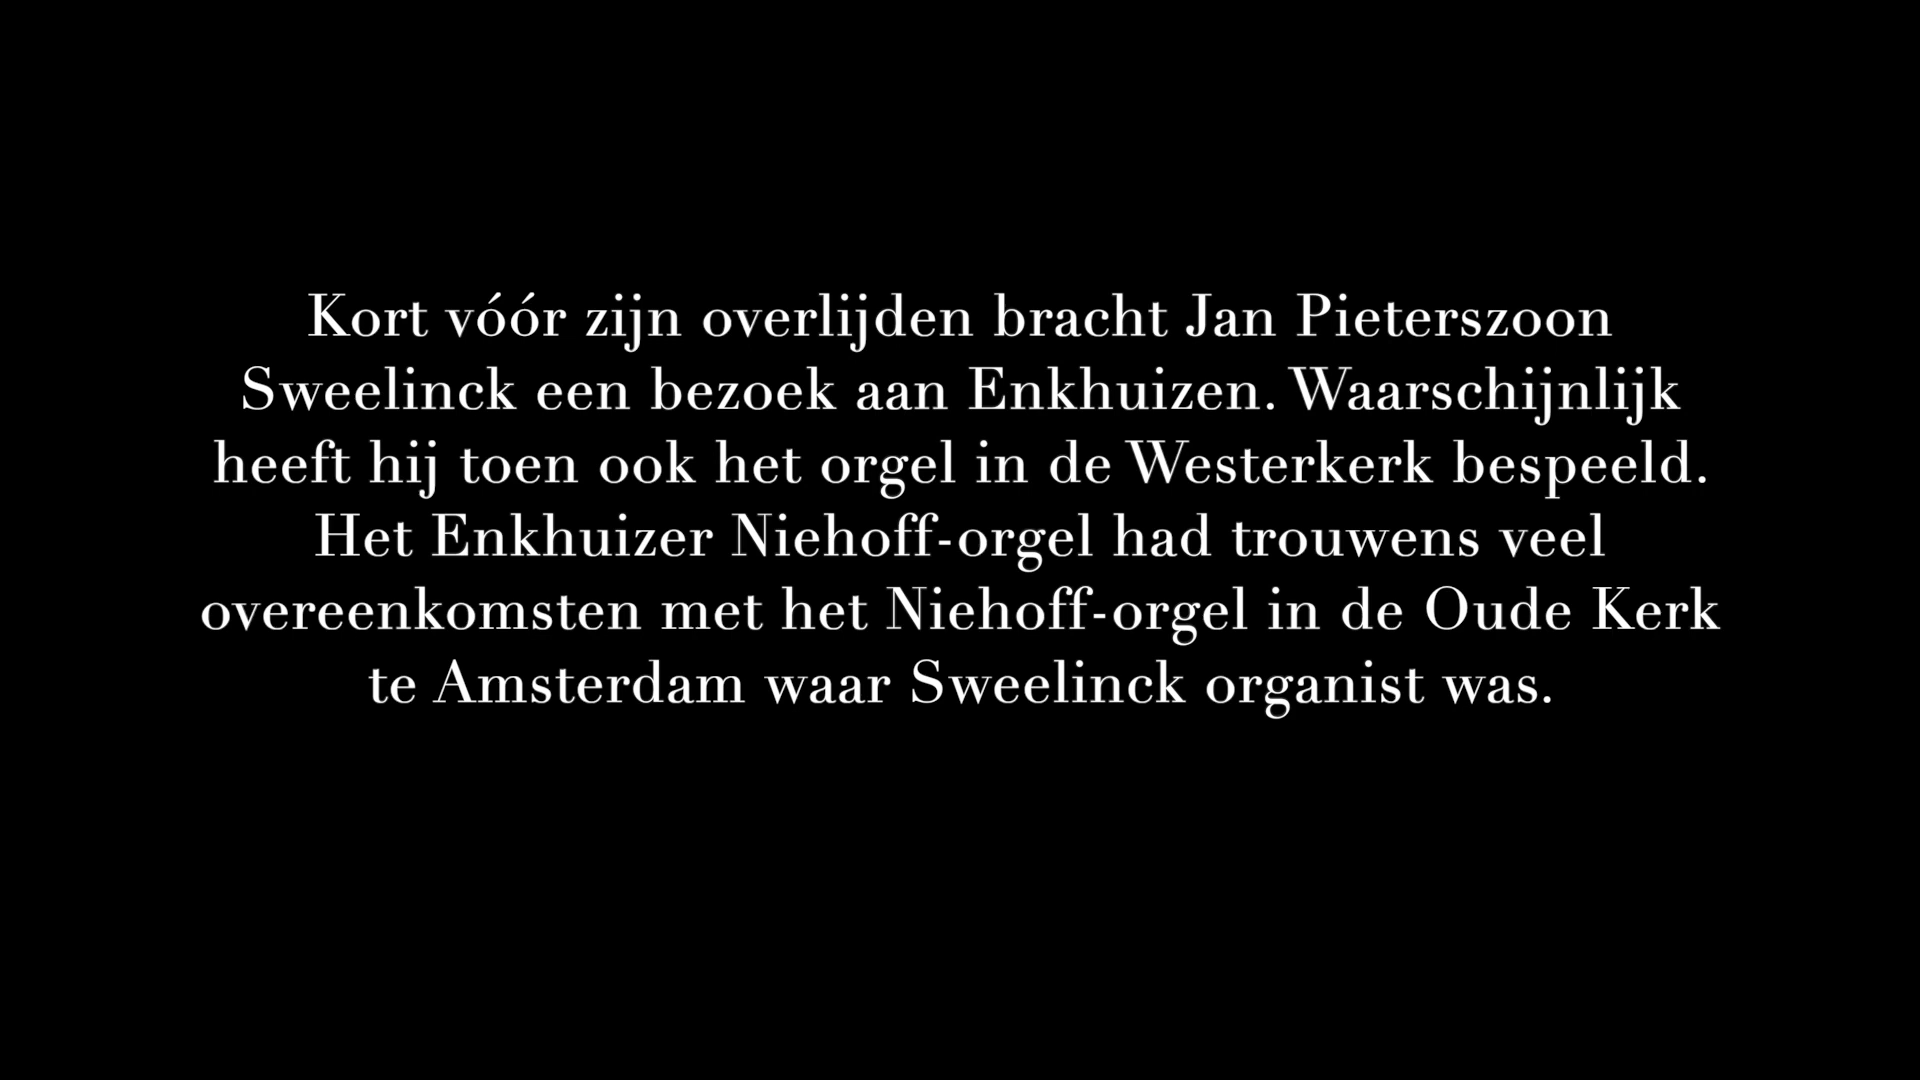 Kort vóór zijn overlijden bracht Jan Pieterszoon
Sweelinck een bezoek aan Enkhuizen. Waarschijnlijk
heeft hij toen ook het orgel in de Westerkerk bespeeld.
Het Enkhuizer Niehoff-orgel had trouwens veel
overeenkomsten met het Niehoff-orgel in de Oude Kerk
te Amsterdam waar Sweelinck organist was.